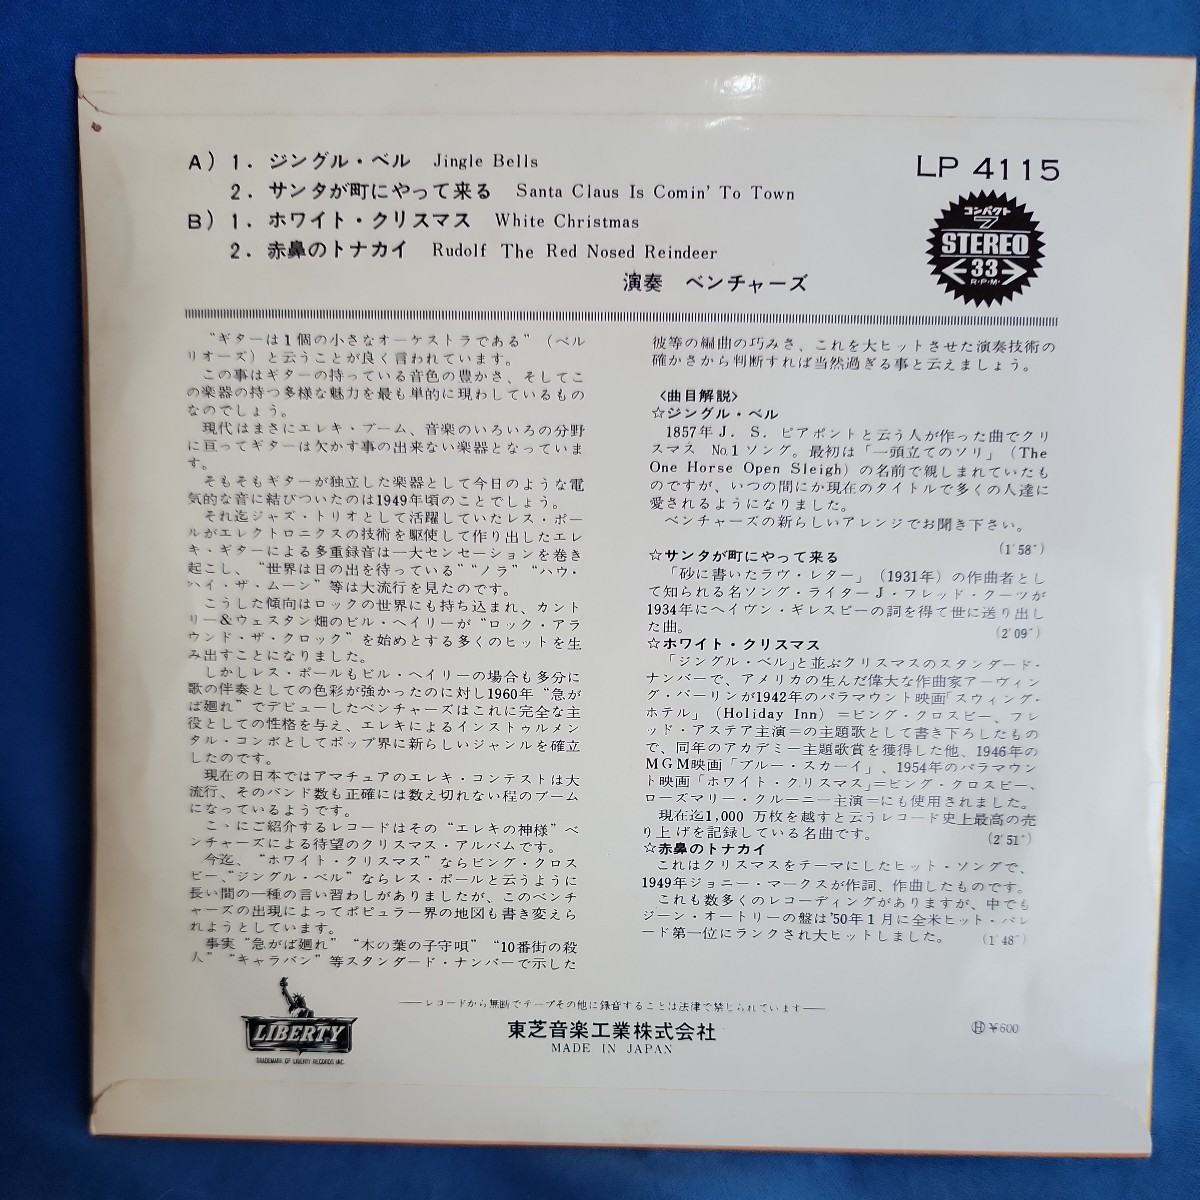 A) 1. ジングル・ベル Jingle Bells
2. サンタが町にやって来る Santa Claus Is Comin' To Town
B) 1. ホワイト・クリスマス White Christmas
2. 赤鼻のトナカイ Rudolf The Red Nosed Reindeer
演奏 ベンチャーズ
LP 4115
コンパクト
7
STEREO
33
R・P・M・
“ギターは1個の小さなオーケストラである”(ベル
リオーズ)と云うことが良く言われています。
この事はギターの持っている音色の豊かさ、そしてこ
の楽器の持つ多様な魅力を最も単的に現わしているもの
なのでしょう。
現代はまさにエレキ・ブーム、音楽のいろいろの分野
に亘ってギターは欠かす事の出来ない楽器となっていま
す。
そもそもギターが独立した楽器として今日のような電
気的な音に結びついたのは1949年頃のことでしょう。
それ迄ジャズ・トリオとして活躍していたレス・ポー
ルがエレクトロニクスの技術を駆使して作り出したエレ
キ・ギターによる多重録音は一大センセーションを巻き
起こし、“世界は日の出を待っている”“ノラ”“ハウ・
ハイ・ザ・ムーン”等は大流行を見たのです。
こうした傾向はロックの世界にも持ち込まれ、カント
リー&ウェスタン畑のビル・ヘイリーが“ロック・アラ
ウンド・ザ・クロック”を始めとする多くのヒットを生
み出すことになりました。
しかしレス・ポールもビル・ヘイリーの場合も多分に
歌の伴奏としての色彩が強かったのに対し1960年“急が
ば廻れ”でデビューしたベンチャーズはこれに完全な主
役としての性格を与え、エレキによるインストゥルメン
タル・コンボとしてポップ界に新らしいジャンルを確立
したのです。
現在の日本ではアマチュアのエレキ・コンテストは大
流行、そのバンド数も正確には数え切れない程のブーム
になっているようです。
こゝにご紹介するレコードはその“エレキの神様”ベ
ンチャーズによる待望のクリスマス・アルバムです。
今迄、“ホワイト・クリスマス”ならビング・クロス
ビー、“ジングル・ベル”ならレス・ポールと云うように
長い間の一種の言い習わしがありましたが、このベンチ
ャーズの出現によってポピュラー界の地図も書き変えら
れようとしています。
事実“急がば廻れ”“木の葉の子守唄”“10番街の殺
人”“キャラバン”等スタンダード・ナンバーで示した
彼等の編曲の巧みさ、これを大ヒットさせた演奏技術の
確かさから判断すれば当然過ぎる事と云えましょう。
〈曲目解説〉
☆ジングル・ベル
1857年J. S. ピアポントと云う人が作った曲でクリ
スマス No.1ソング。最初は「一頭立てのソリ」(The
One Horse Open Sleigh)の名前で親しまれていたも
のですが、いつの間にか現在のタイトルで多くの人達に
愛されるようになりました。
ベンチャーズの新らしいアレンジでお聞き下さい。
(1′58″)
☆サンタが町にやって来る
「砂に書いたラヴ・レター」(1931年)の作曲者とし
て知られる名ソング・ライターJ・フレッド・クーツが
1934年にヘイヴン・ギレスピーの詞を得て世に送り出し
た曲。
(2′09″)
☆ホワイト・クリスマス
「ジングル・ベル」と並ぶクリスマスのスタンダード・
ナンバーで、アメリカの生んだ偉大な作曲家アーヴィン
グ・バーリンが1942年のパラマウント映画「スウィング・
ホテル」(Holiday Inn)=ビング・クロスビー、フレ
ッド・アステア主演=の主題歌として書き下ろしたもの
で、同年のアカデミー主題歌賞を獲得した他、1946年の
MGM映画「ブルー・スカーイ」、1954年のパラマウン
ト映画「ホワイト・クリスマス」=ビング・クロスビー、
ローズマリー・クルーニー主演=にも使用されました。
現在迄1,000万枚を越すと云うレコード史上最高の売
り上げを記録している名曲です。
(2′51″)
☆赤鼻のトナカイ
これはクリスマスをテーマにしたヒット・ソングで、
1949年ジョニー・マークスが作詞、作曲したものです。
これも数多くのレコーディングがありますが、中でも
ジーン・オートリーの盤は'50年1月に全米ヒット・パレ
ード第一位にランクされ大ヒットしました。
(1′48″)
LIBERTY
TRADEMARK OF LIBERTY RECORDS INC.
――レコードから無断でテープその他に録音することは法律で禁じられています――
東芝音楽工業株式会社
MADE IN JAPAN
Ⓗ¥600